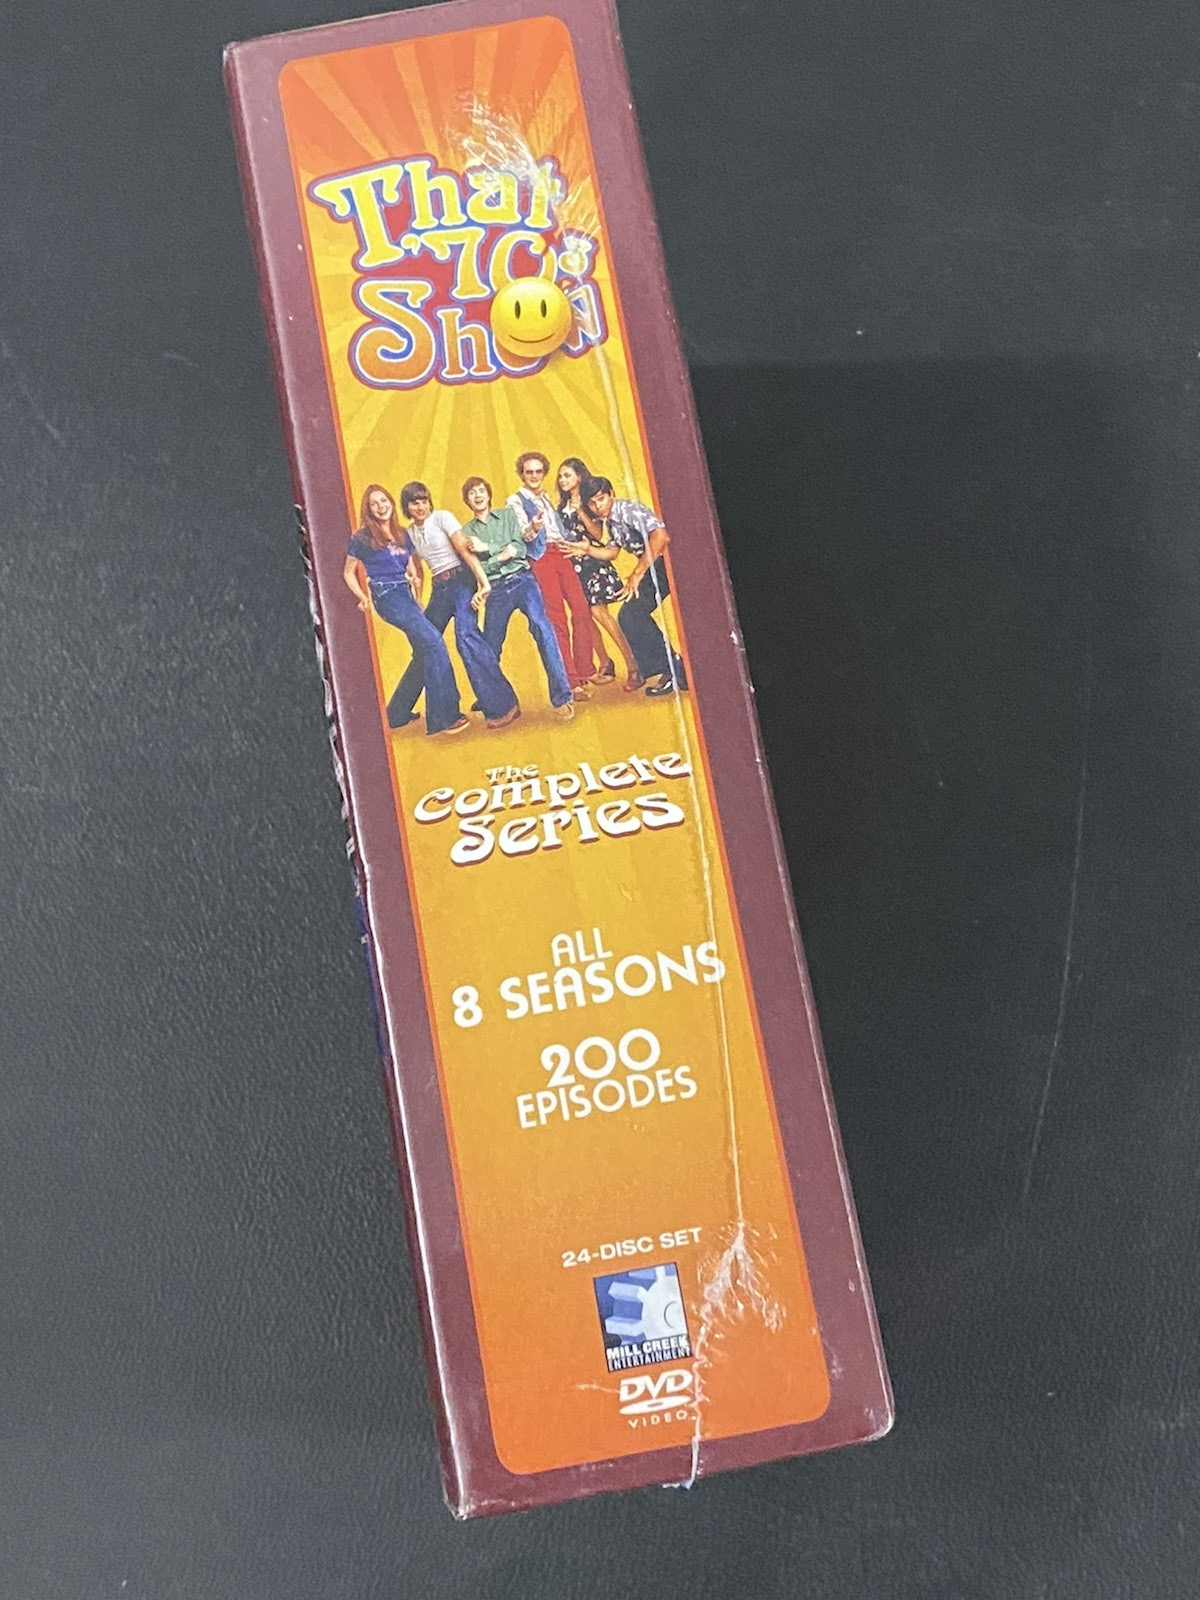 That
'70s
Show
The
Complete
Series
ALL
8 SEASONS
200
EPISODES
24-DISC SET
MILL CREEK
ENTERTAINMENT
DVD
VIDEO